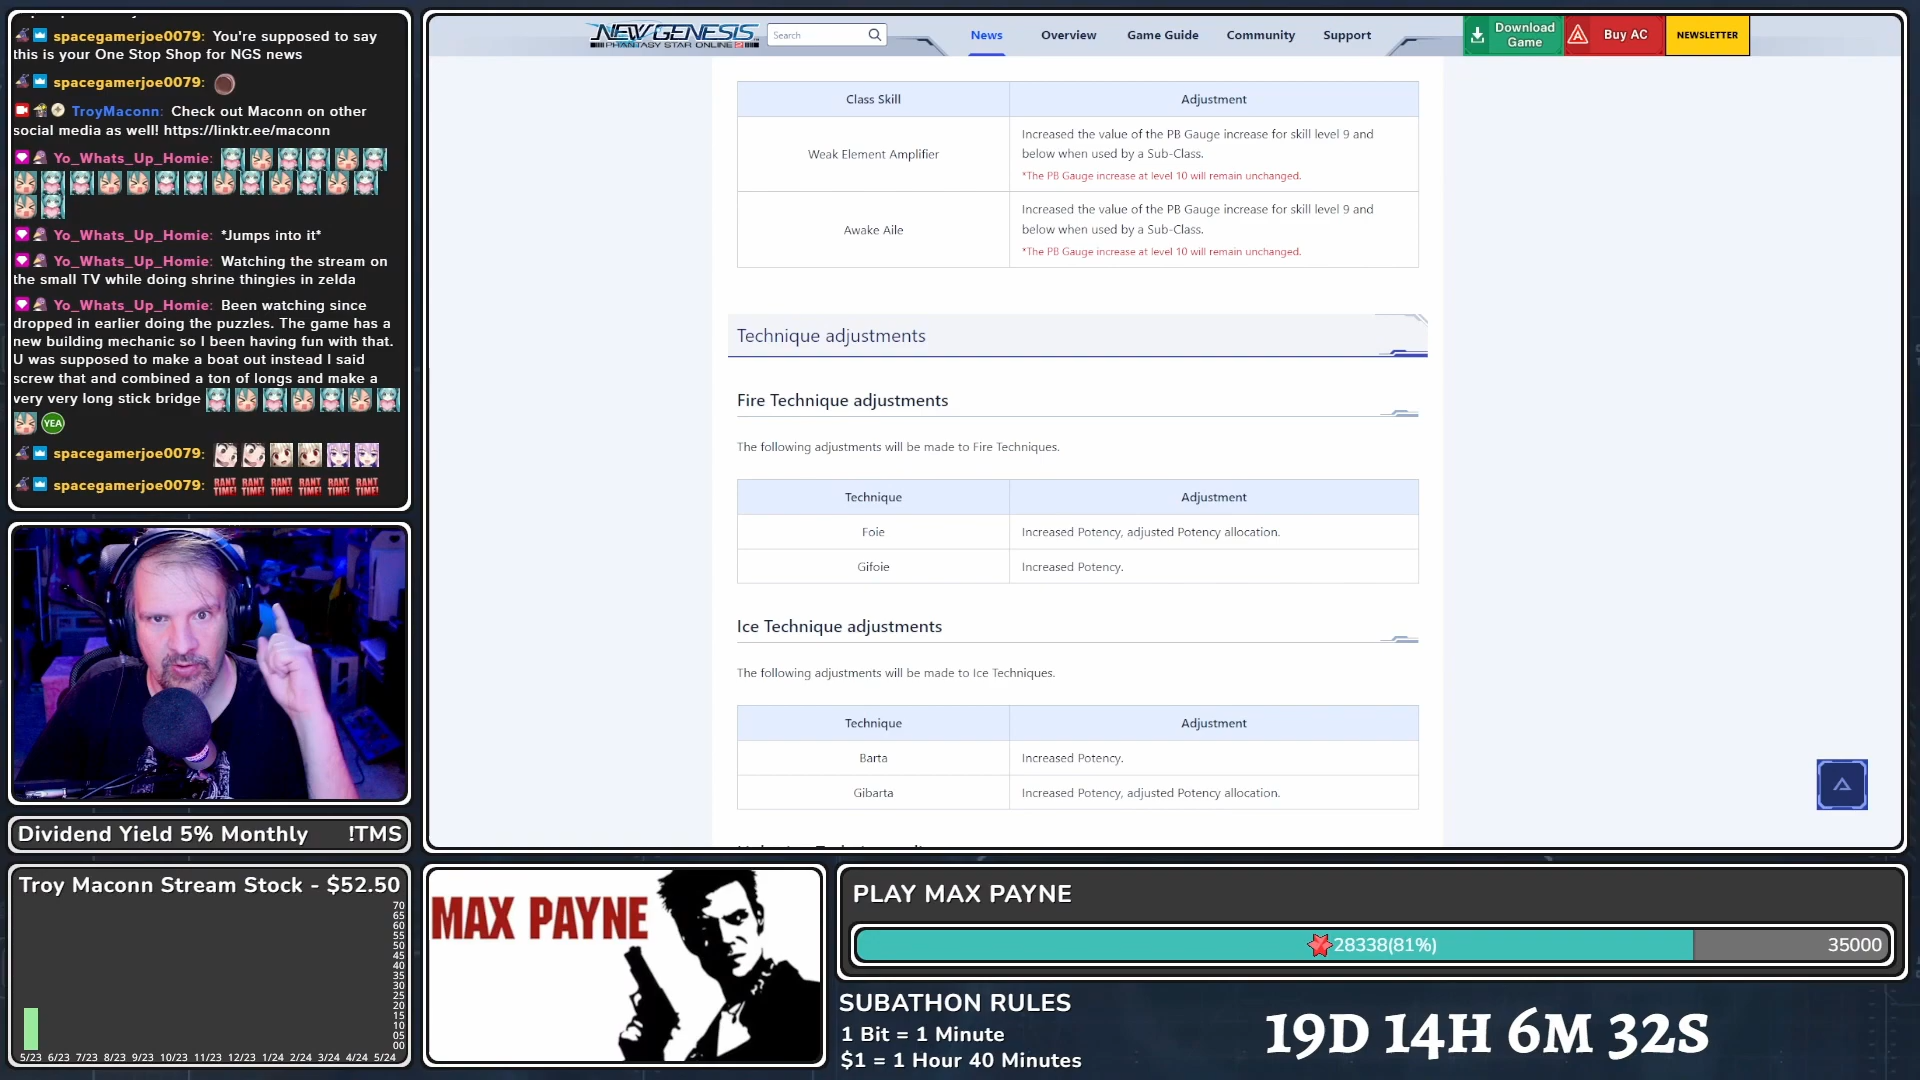 spacegamerjoe0079: You're supposed to say
this is your One Stop Shop for NGS news
spacegamerjoe0079:
TroyMaconn: Check out Maconn on other
social media as well! https://linktr.ee/maconn
Yo_Whats_Up_Homie:
Yo_Whats_Up_Homie: *Jumps into it*
Yo_Whats_Up_Homie: Watching the stream on
the small TV while doing shrine thingies in zelda
Yo_Whats_Up_Homie: Been watching since
dropped in earlier doing the puzzles. The game has a
new building mechanic so I been having fun with that.
U was supposed to make a boat out instead I said
screw that and combined a ton of longs and make a
very very long stick bridge
YEA
spacegamerjoe0079:
spacegamerjoe0079: RANT TIME! RANT TIME! RANT TIME! RANT TIME! RANT TIME! RANT TIME!
Dividend Yield 5% Monthly !TMS
Troy Maconn Stream Stock - $52.50
70
65
60
55
50
45
40
35
30
25
20
15
10
05
00
5/23 6/23 7/23 8/23 9/23 10/23 11/23 12/23 1/24 2/24 3/24 4/24 5/24
NEW GENESIS
PHANTASY STAR ONLINE 2
Search
News Overview Game Guide Community Support
Download
Game
Buy AC
NEWSLETTER
Class Skill Adjustment
Weak Element Amplifier
Increased the value of the PB Gauge increase for skill level 9 and
below when used by a Sub-Class.
*The PB Gauge increase at level 10 will remain unchanged.
Awake Aile
Increased the value of the PB Gauge increase for skill level 9 and
below when used by a Sub-Class.
*The PB Gauge increase at level 10 will remain unchanged.
Technique adjustments
Fire Technique adjustments
The following adjustments will be made to Fire Techniques.
Technique Adjustment
Foie Increased Potency, adjusted Potency allocation.
Gifoie Increased Potency.
Ice Technique adjustments
The following adjustments will be made to Ice Techniques.
Technique Adjustment
Barta Increased Potency.
Gibarta Increased Potency, adjusted Potency allocation.
MAX PAYNE
PLAY MAX PAYNE
28338(81%) 35000
SUBATHON RULES
1 Bit = 1 Minute
$1 = 1 Hour 40 Minutes
19D 14H 6M 32S